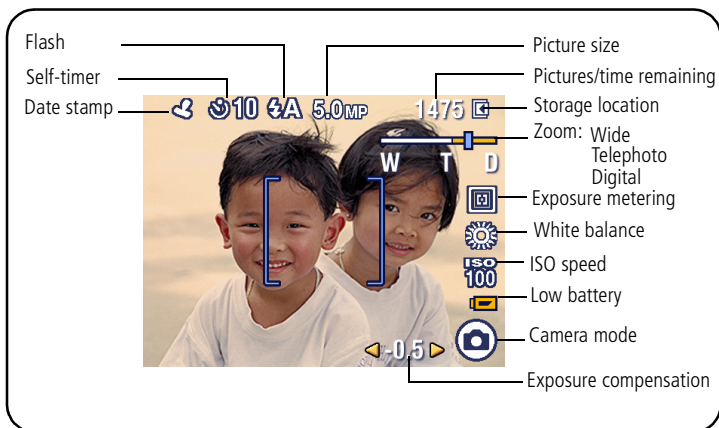 Flash
Self-timer
Date stamp
Picture size
Pictures/time remaining
Storage location
Zoom: Wide
Telephoto
Digital
Exposure metering
White balance
ISO speed
Low battery
Camera mode
Exposure compensation
10 A 5.0MP 1475
W T D
ISO
100
-0.5